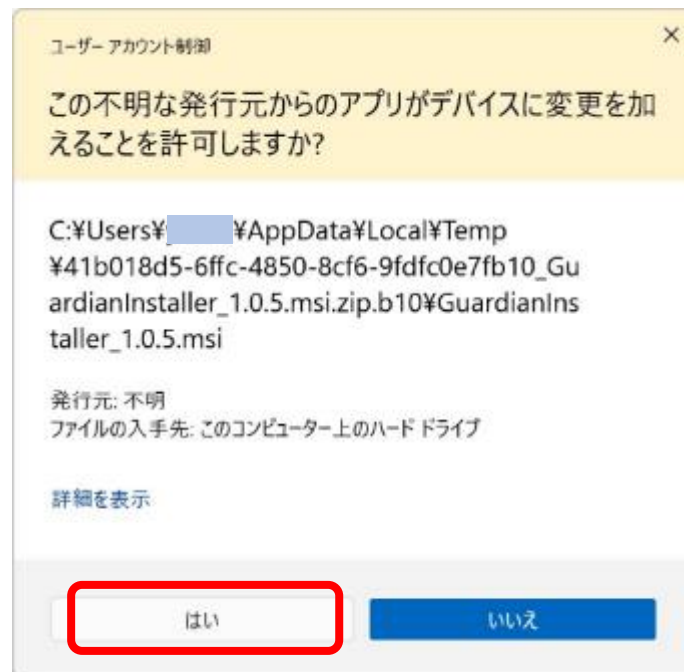 ユーザー アカウント制御
この不明な発行元からのアプリがデバイスに変更を加
えることを許可しますか?
C:¥Users¥ ¥AppData¥Local¥Temp
¥41b018d5-6ffc-4850-8cf6-9fdfc0e7fb10_Gu
ardianInstaller_1.0.5.msi.zip.b10¥GuardianIns
taller_1.0.5.msi
発行元: 不明
ファイルの入手先: このコンピューター上のハード ドライブ
詳細を表示
はい
いいえ